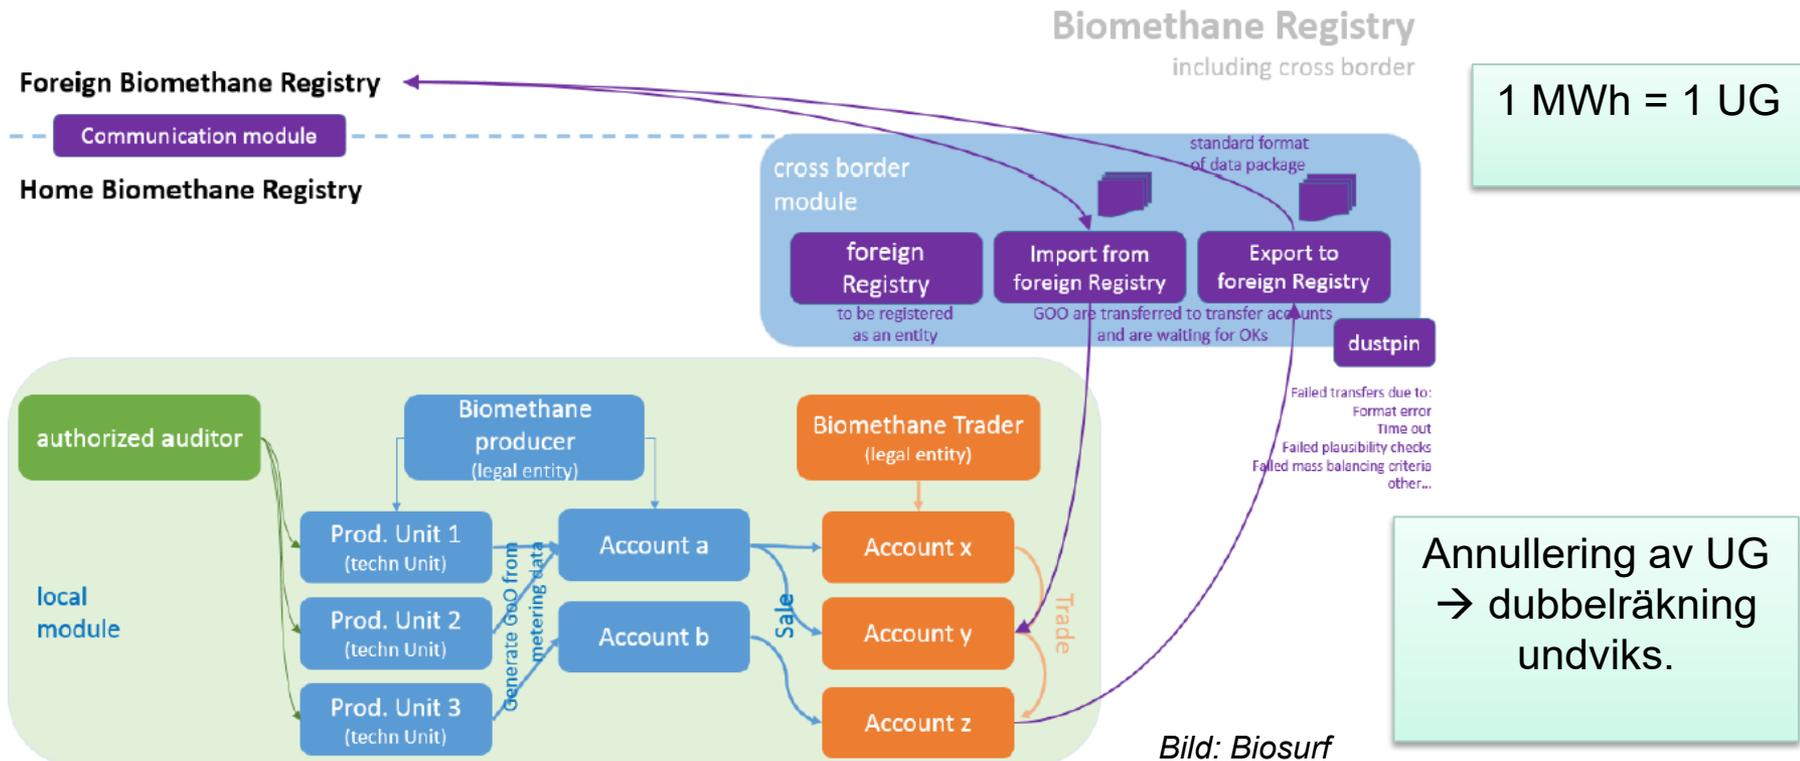 Biomethane Registry
including cross border
Foreign Biomethane Registry
Communication module
Home Biomethane Registry
1 MWh = 1 UG
cross border
module
standard format
of data package
foreign
Registry
Import from
foreign Registry
Export to
foreign Registry
to be registered
as an entity
GOO are transferred to transfer accounts
and are waiting for OKs
dustpin
Failed transfers due to:
Format error
Time out
Failed plausibility checks
Failed mass balancing criteria
other...
authorized auditor
Biomethane
producer
(legal entity)
Biomethane Trader
(legal entity)
Prod. Unit 1
(techn Unit)
Prod. Unit 2
(techn Unit)
Prod. Unit 3
(techn Unit)
local
module
Generate GoO from
metering data
Account a
Account b
Sale
Account x
Account y
Account z
Trade
Annullering av UG
→ dubbelräkning
undviks.
Bild: Biosurf